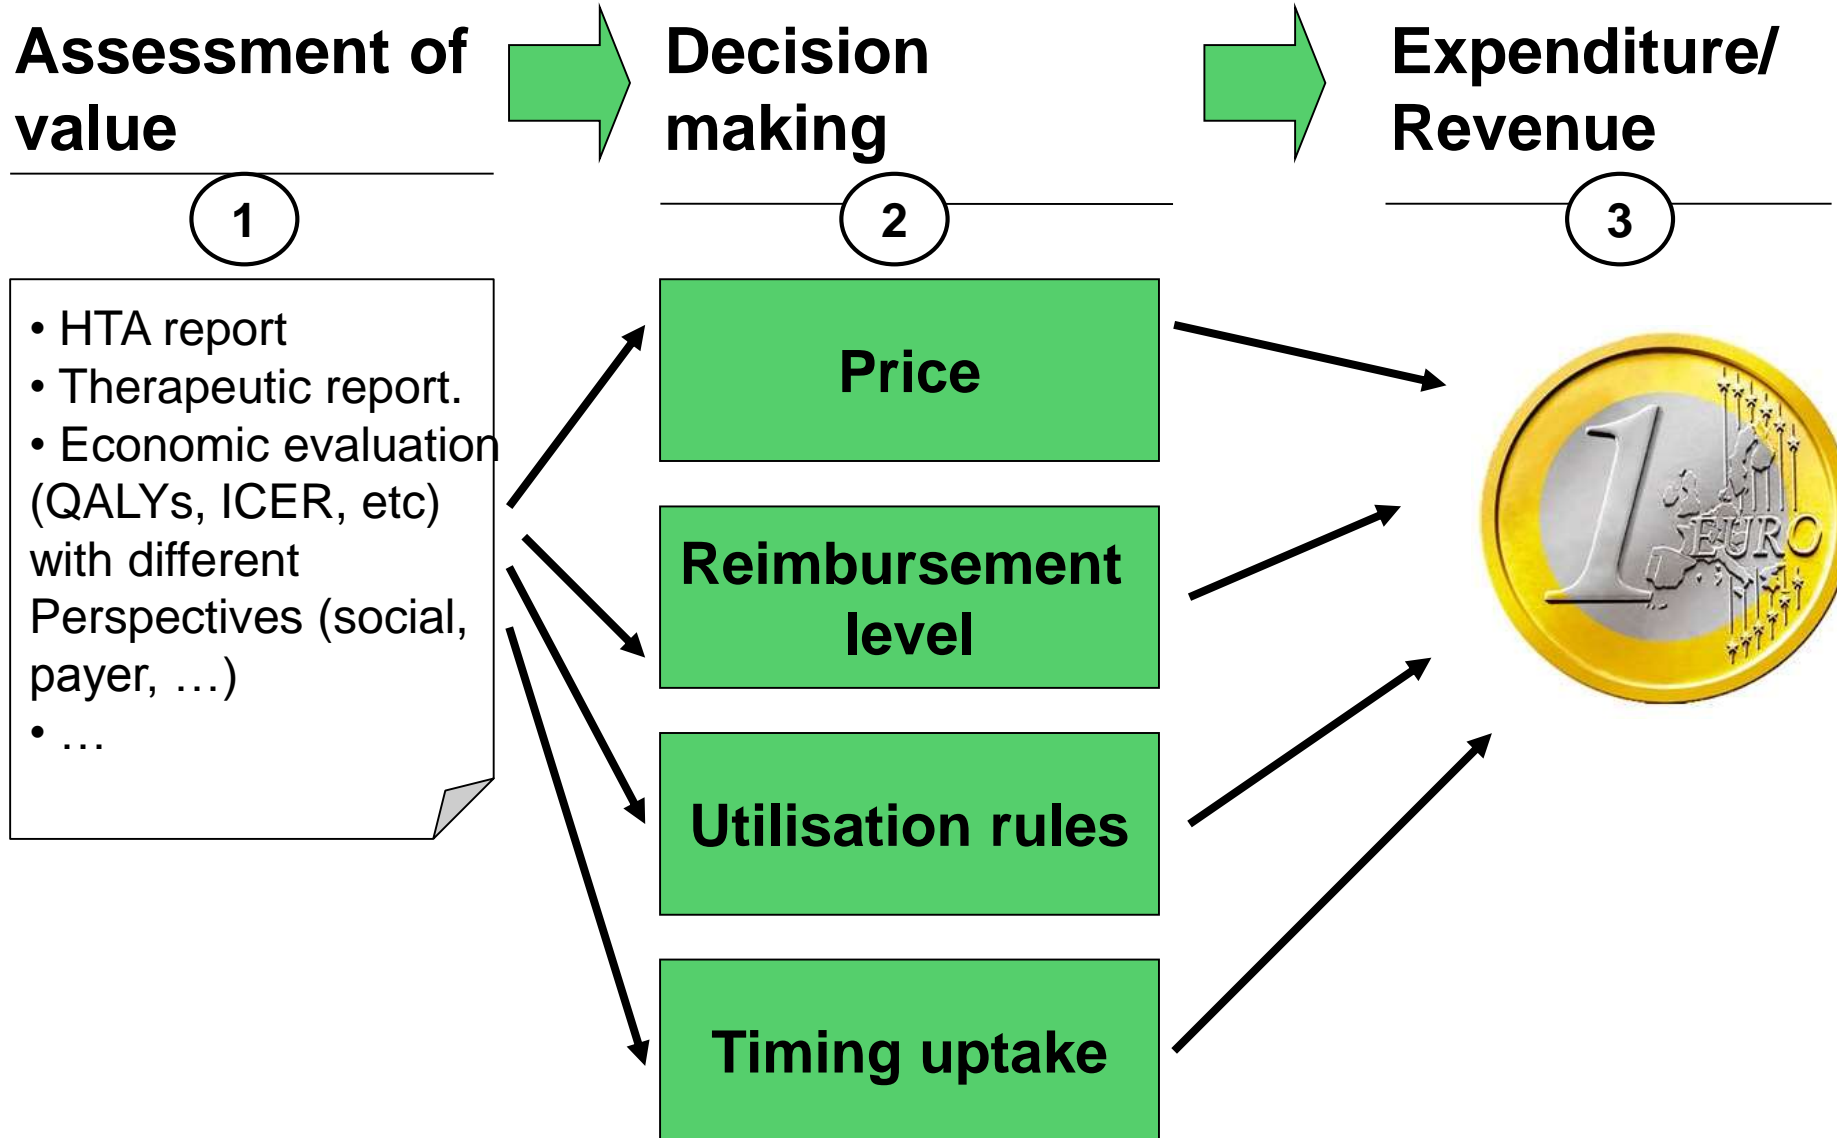 Assessment of
value
Decision
making
Expenditure/
Revenue
1
2
3
• HTA report
• Therapeutic report.
• Economic evaluation
(QALYs, ICER, etc)
with different
Perspectives (social,
payer, …)
• …
Price
Reimbursement
level
Utilisation rules
Timing uptake
1
EURO